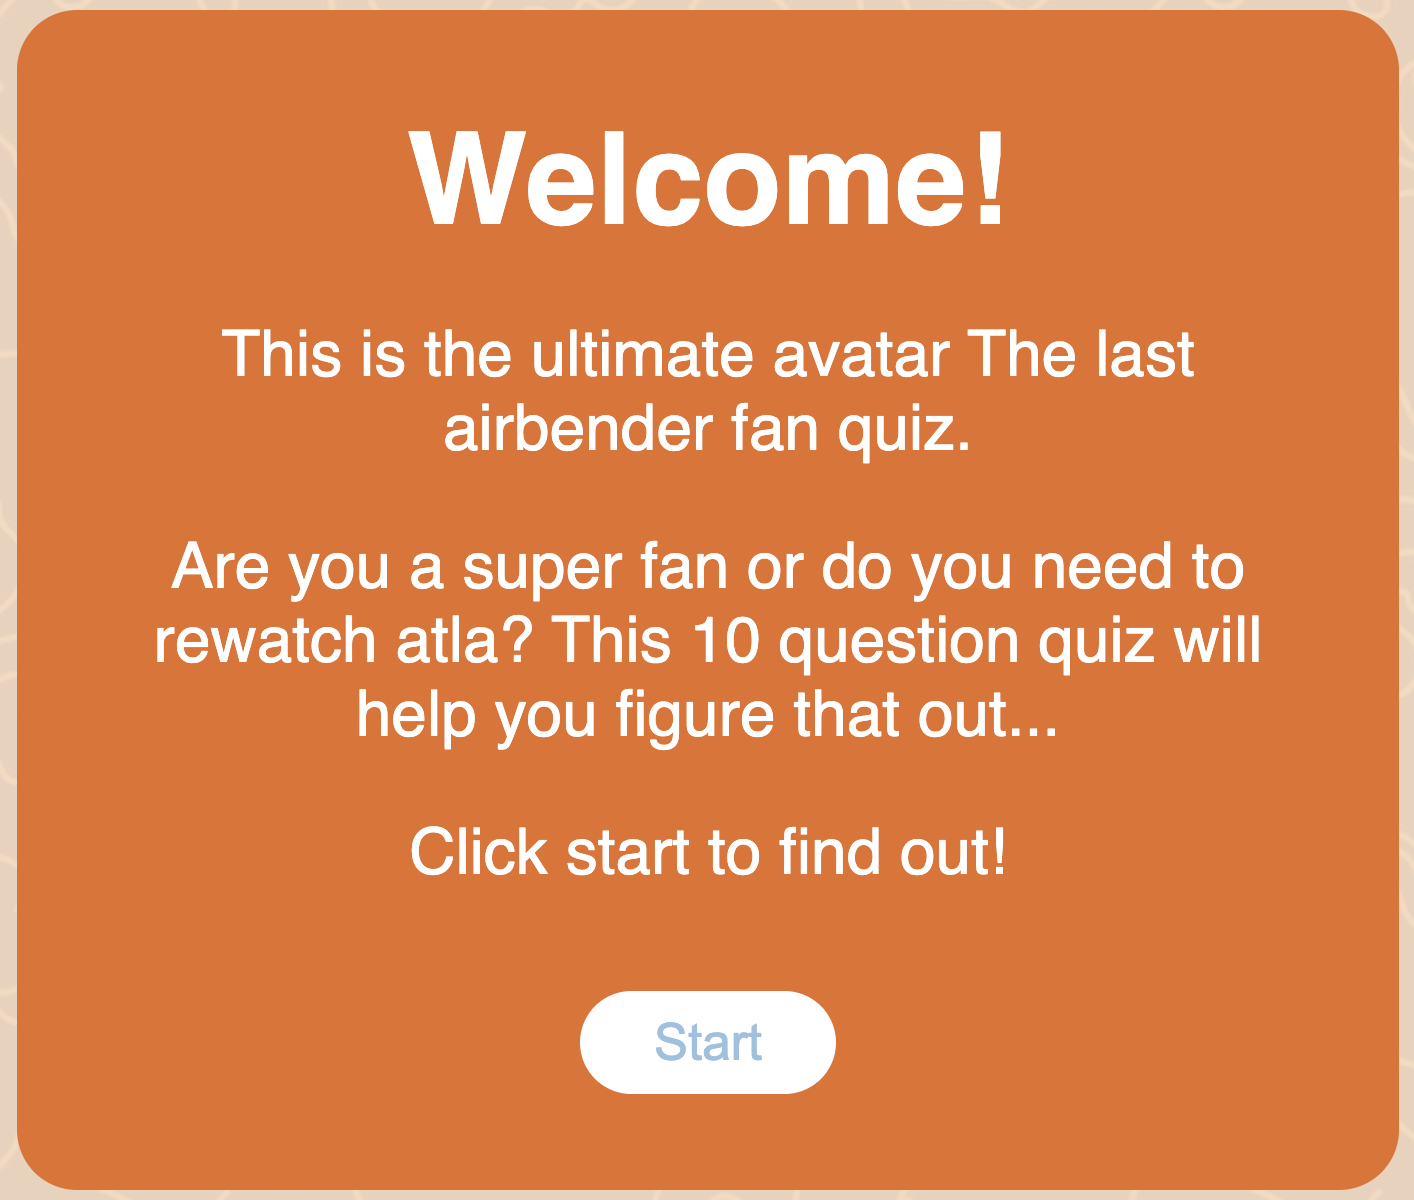 Welcome!
This is the ultimate avatar The last
airbender fan quiz.
Are you a super fan or do you need to
rewatch atla? This 10 question quiz will
help you figure that out...
Click start to find out!
Start